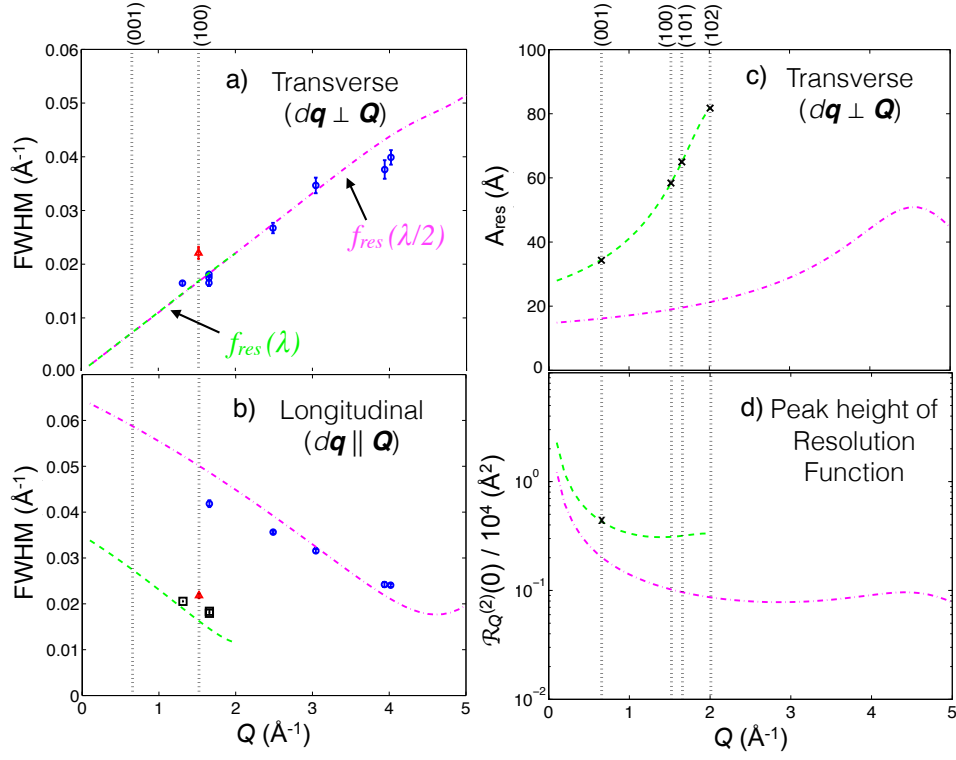 (001)
(100)
(001)
(100)
(101)
(102)
a) Transverse
(dq ⊥ Q)
FWHM (Å⁻¹)
0.06
0.05
0.04
0.03
0.02
0.01
0.00
f_res (λ/2)
f_res (λ)
b) Longitudinal
(dq || Q)
FWHM (Å⁻¹)
0.06
0.05
0.04
0.03
0.02
0.01
0
0
1
2
3
4
5
Q (Å⁻¹)
c) Transverse
(dq ⊥ Q)
A_res (Å)
100
80
60
40
20
0
d) Peak height of
Resolution
Function
ℛ_Q⁽²⁾(0) / 10⁴ (Å²)
10⁰
10⁻¹
10⁻²
0
1
2
3
4
5
Q (Å⁻¹)